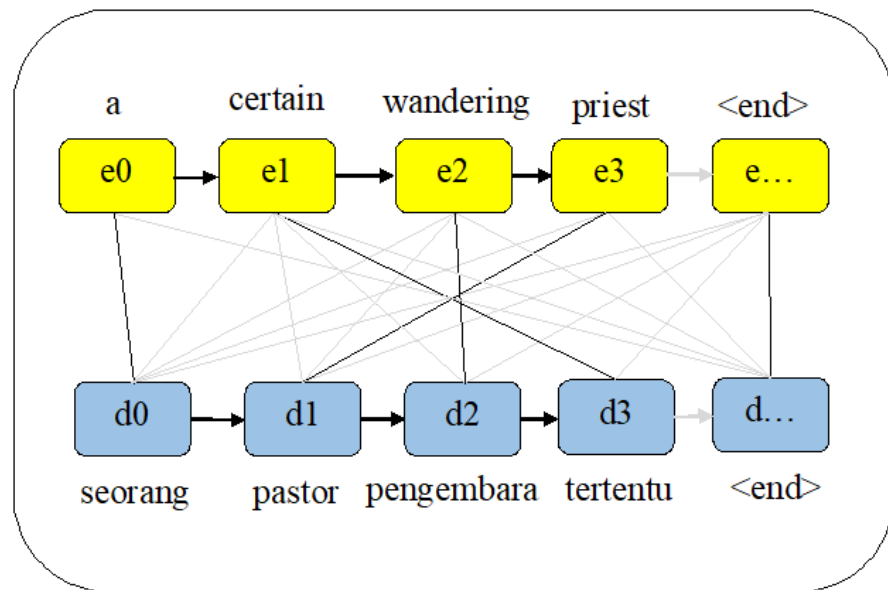 a certain wandering priest <end>
e0 e1 e2 e3 e…
d0 d1 d2 d3 d…
seorang pastor pengembara tertentu <end>